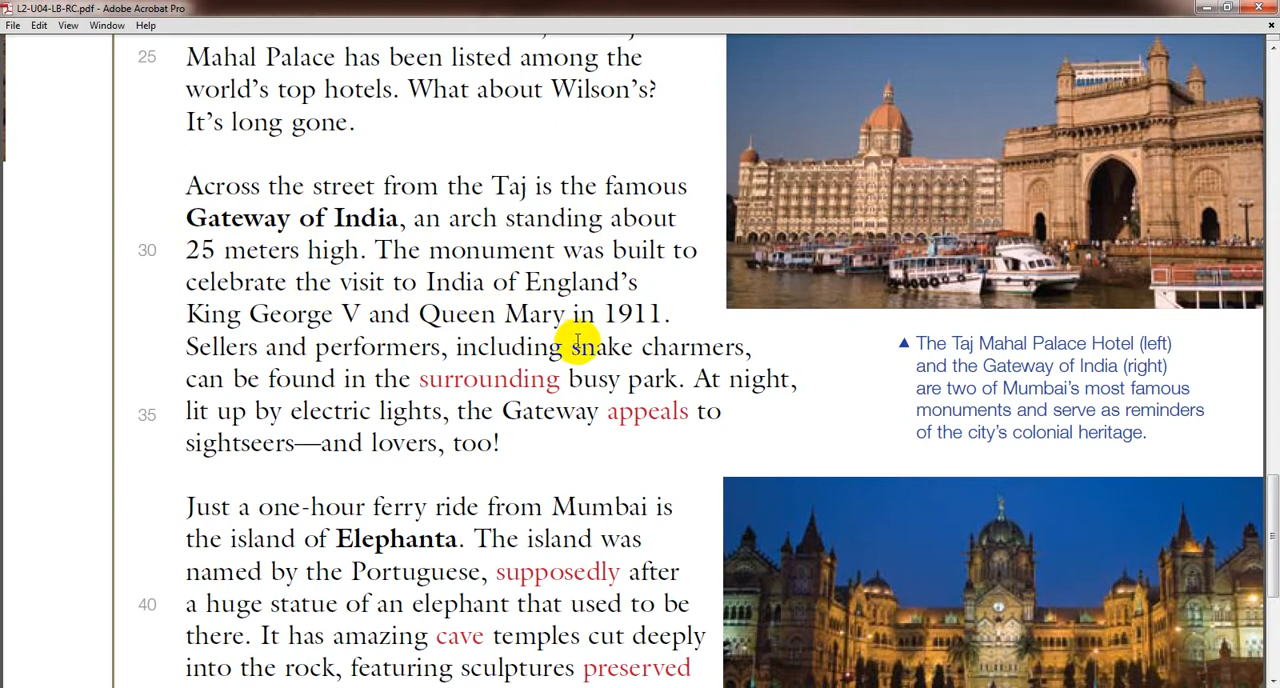 L2-U04-LB-RC.pdf - Adobe Acrobat Pro
File Edit View Window Help
25 Mahal Palace has been listed among the
world's top hotels. What about Wilson's?
It's long gone.
Across the street from the Taj is the famous
Gateway of India, an arch standing about
30 25 meters high. The monument was built to
celebrate the visit to India of England's
King George V and Queen Mary in 1911.
Sellers and performers, including snake charmers,
can be found in the surrounding busy park. At night,
35 lit up by electric lights, the Gateway appeals to
sightseers—and lovers, too!
Just a one-hour ferry ride from Mumbai is
the island of Elephanta. The island was
named by the Portuguese, supposedly after
40 a huge statue of an elephant that used to be
there. It has amazing cave temples cut deeply
into the rock, featuring sculptures preserved
▲ The Taj Mahal Palace Hotel (left)
and the Gateway of India (right)
are two of Mumbai's most famous
monuments and serve as reminders
of the city's colonial heritage.